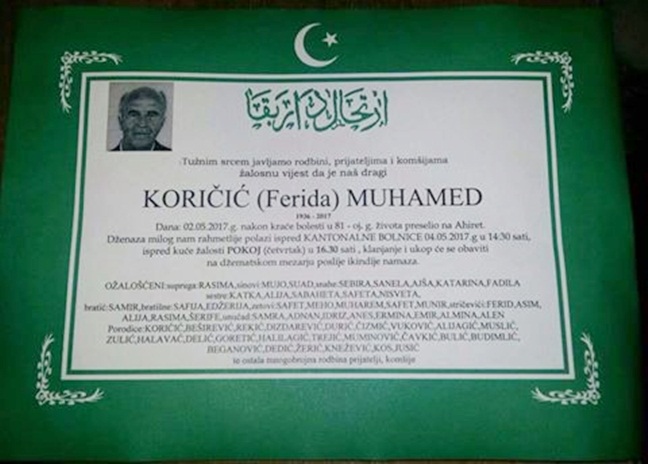 ارتحال دار بقا
Tužnim srcem javljamo rodbini, prijateljima i komšijama
žalosnu vijest da je naš dragi
KORIČIĆ (Ferida) MUHAMED
1936 - 2017
Dana: 02.05.2017.g. nakon kraće bolesti u 81 - oj. g. života preselio na Ahiret.
Dženaza milog nam rahmetlije polazi ispred KANTONALNE BOLNICE 04.05.2017.g u 14:30 sati,
ispred kuće žalosti POKOJ (četvrtak) u 16.30 sati , klanjanje i ukop će se obaviti
na džematskom mezarju poslije ikindije namaza.
OŽALOŠĆENI:supruga:RASIMA,sinovi:MUJO,SUAD,snahe:SEBIRA,SANELA,AJŠA,KATARINA,FADILA
sestre:KATKA,ALIJA,SABAHETA,SAFETA,NISVETA,
bratić:SAMIR,bratišne:SAFIJA,EDŽERIJA,zetovi:SAFET,MEHO,MUHAREM,SAFET,MUNIR,stričevići:FERID,ASIM,
ALIJA,RASIMA,ŠERIFE,unučad:SAMRA,ADNAN,IDRIZ,ANES,ERMINA,EMIR,ALMINA,ALEN
Porodice:KORIČIĆ,BEŠIREVIĆ,REKIĆ,DIZDAREVIĆ,DURIĆ,ČIZMIĆ,VUKOVIĆ,ALIJAGIĆ,MUSLIĆ,
ZULIĆ,HALAVAĆ,DELIĆ,GORETIĆ,HALILAGIĆ,TREJIĆ,MUMINOVIĆ,ČAVKIĆ,BULIĆ,BUDIMLIĆ,
BEGANOVIĆ,DEDIĆ,ŽERIĆ,KNEŽEVIĆ,KOS,JUSIĆ
i ostala mnogobrojna rodbina prijatelji, komšije